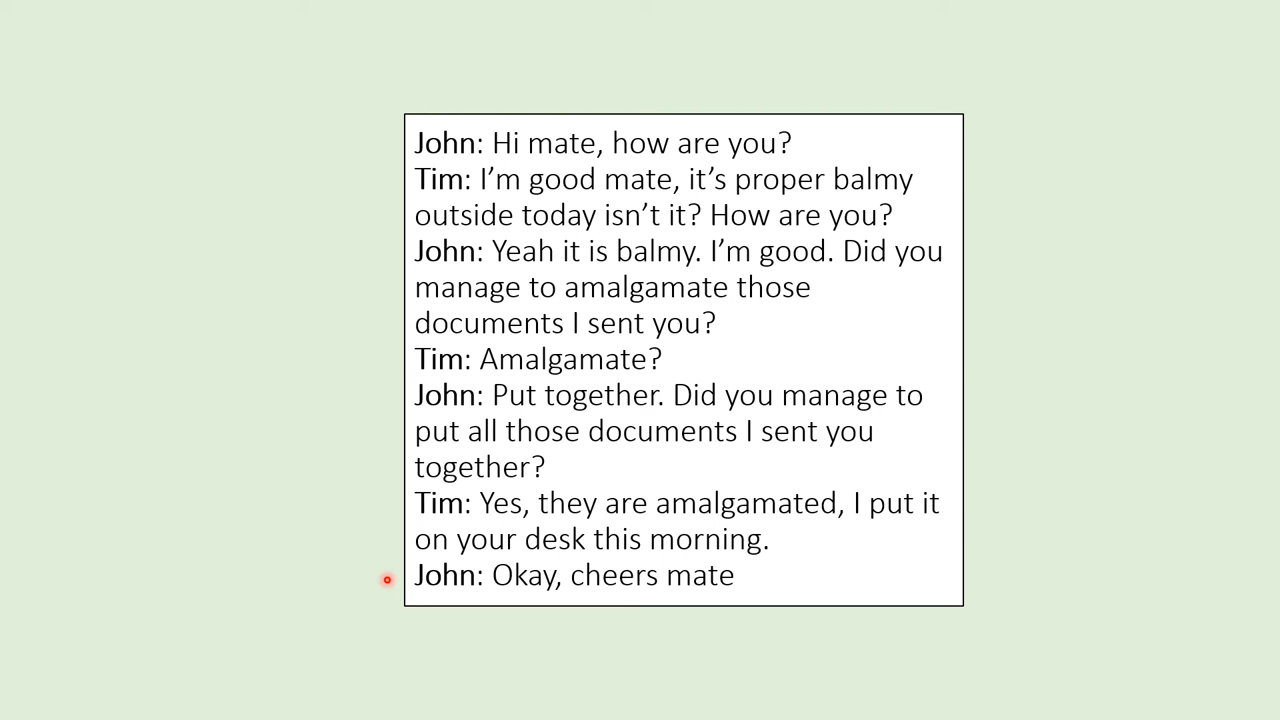 John: Hi mate, how are you?
Tim: I’m good mate, it’s proper balmy
outside today isn’t it? How are you?
John: Yeah it is balmy. I’m good. Did you
manage to amalgamate those
documents I sent you?
Tim: Amalgamate?
John: Put together. Did you manage to
put all those documents I sent you
together?
Tim: Yes, they are amalgamated, I put it
on your desk this morning.
John: Okay, cheers mate